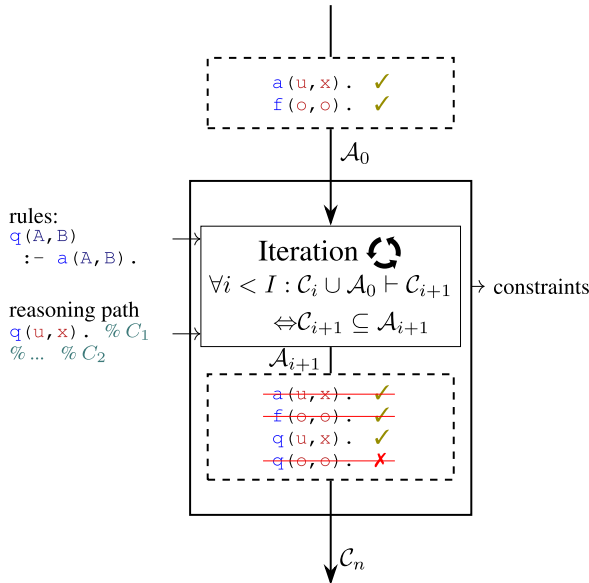 a(u,x). ✓
f(o,o). ✓
𝒜₀
rules:
q(A,B)
:- a(A,B).
Iteration
∀i < I : 𝒞ᵢ ∪ 𝒜₀ ⊢ 𝒞ᵢ₊₁
⇔𝒞ᵢ₊₁ ⊆ 𝒜ᵢ₊₁
constraints
reasoning path
q(u,x). % C₁
% ... % C₂
𝒜ᵢ₊₁
a(u,x). ✓
f(o,o). ✓
q(u,x). ✓
q(o,o). ✗
𝒞ₙ